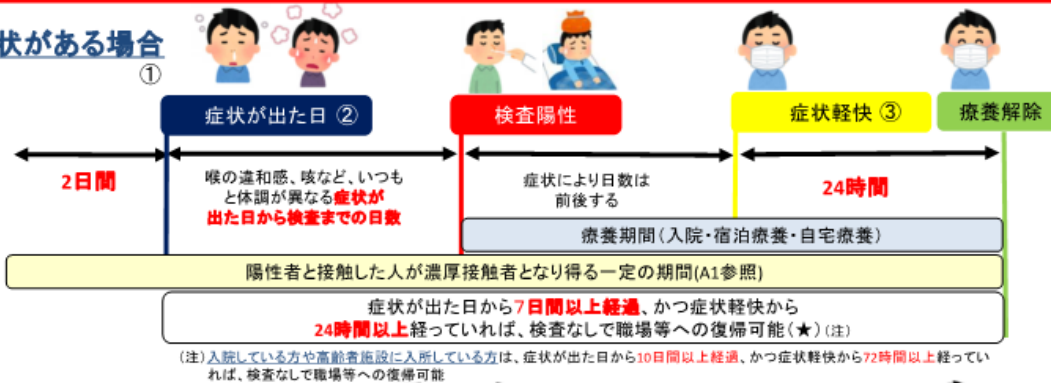 状がある場合
①
症状が出た日 ②
検査陽性
症状軽快 ③
療養解除
2日間
喉の違和感、咳など、いつも
と体調が異なる症状が
出た日から検査までの日数
症状により日数は
前後する
24時間
療養期間(入院・宿泊療養・自宅療養)
陽性者と接触した人が濃厚接触者となり得る一定の期間(A1参照)
症状が出た日から7日間以上経過、かつ症状軽快から
24時間以上経っていれば、検査なしで職場等への復帰可能(★)(注)
(注)入院している方や高齢者施設に入所している方は、症状が出た日から10日間以上経過、かつ症状軽快から72時間以上経ってい
れば、検査なしで職場等への復帰可能